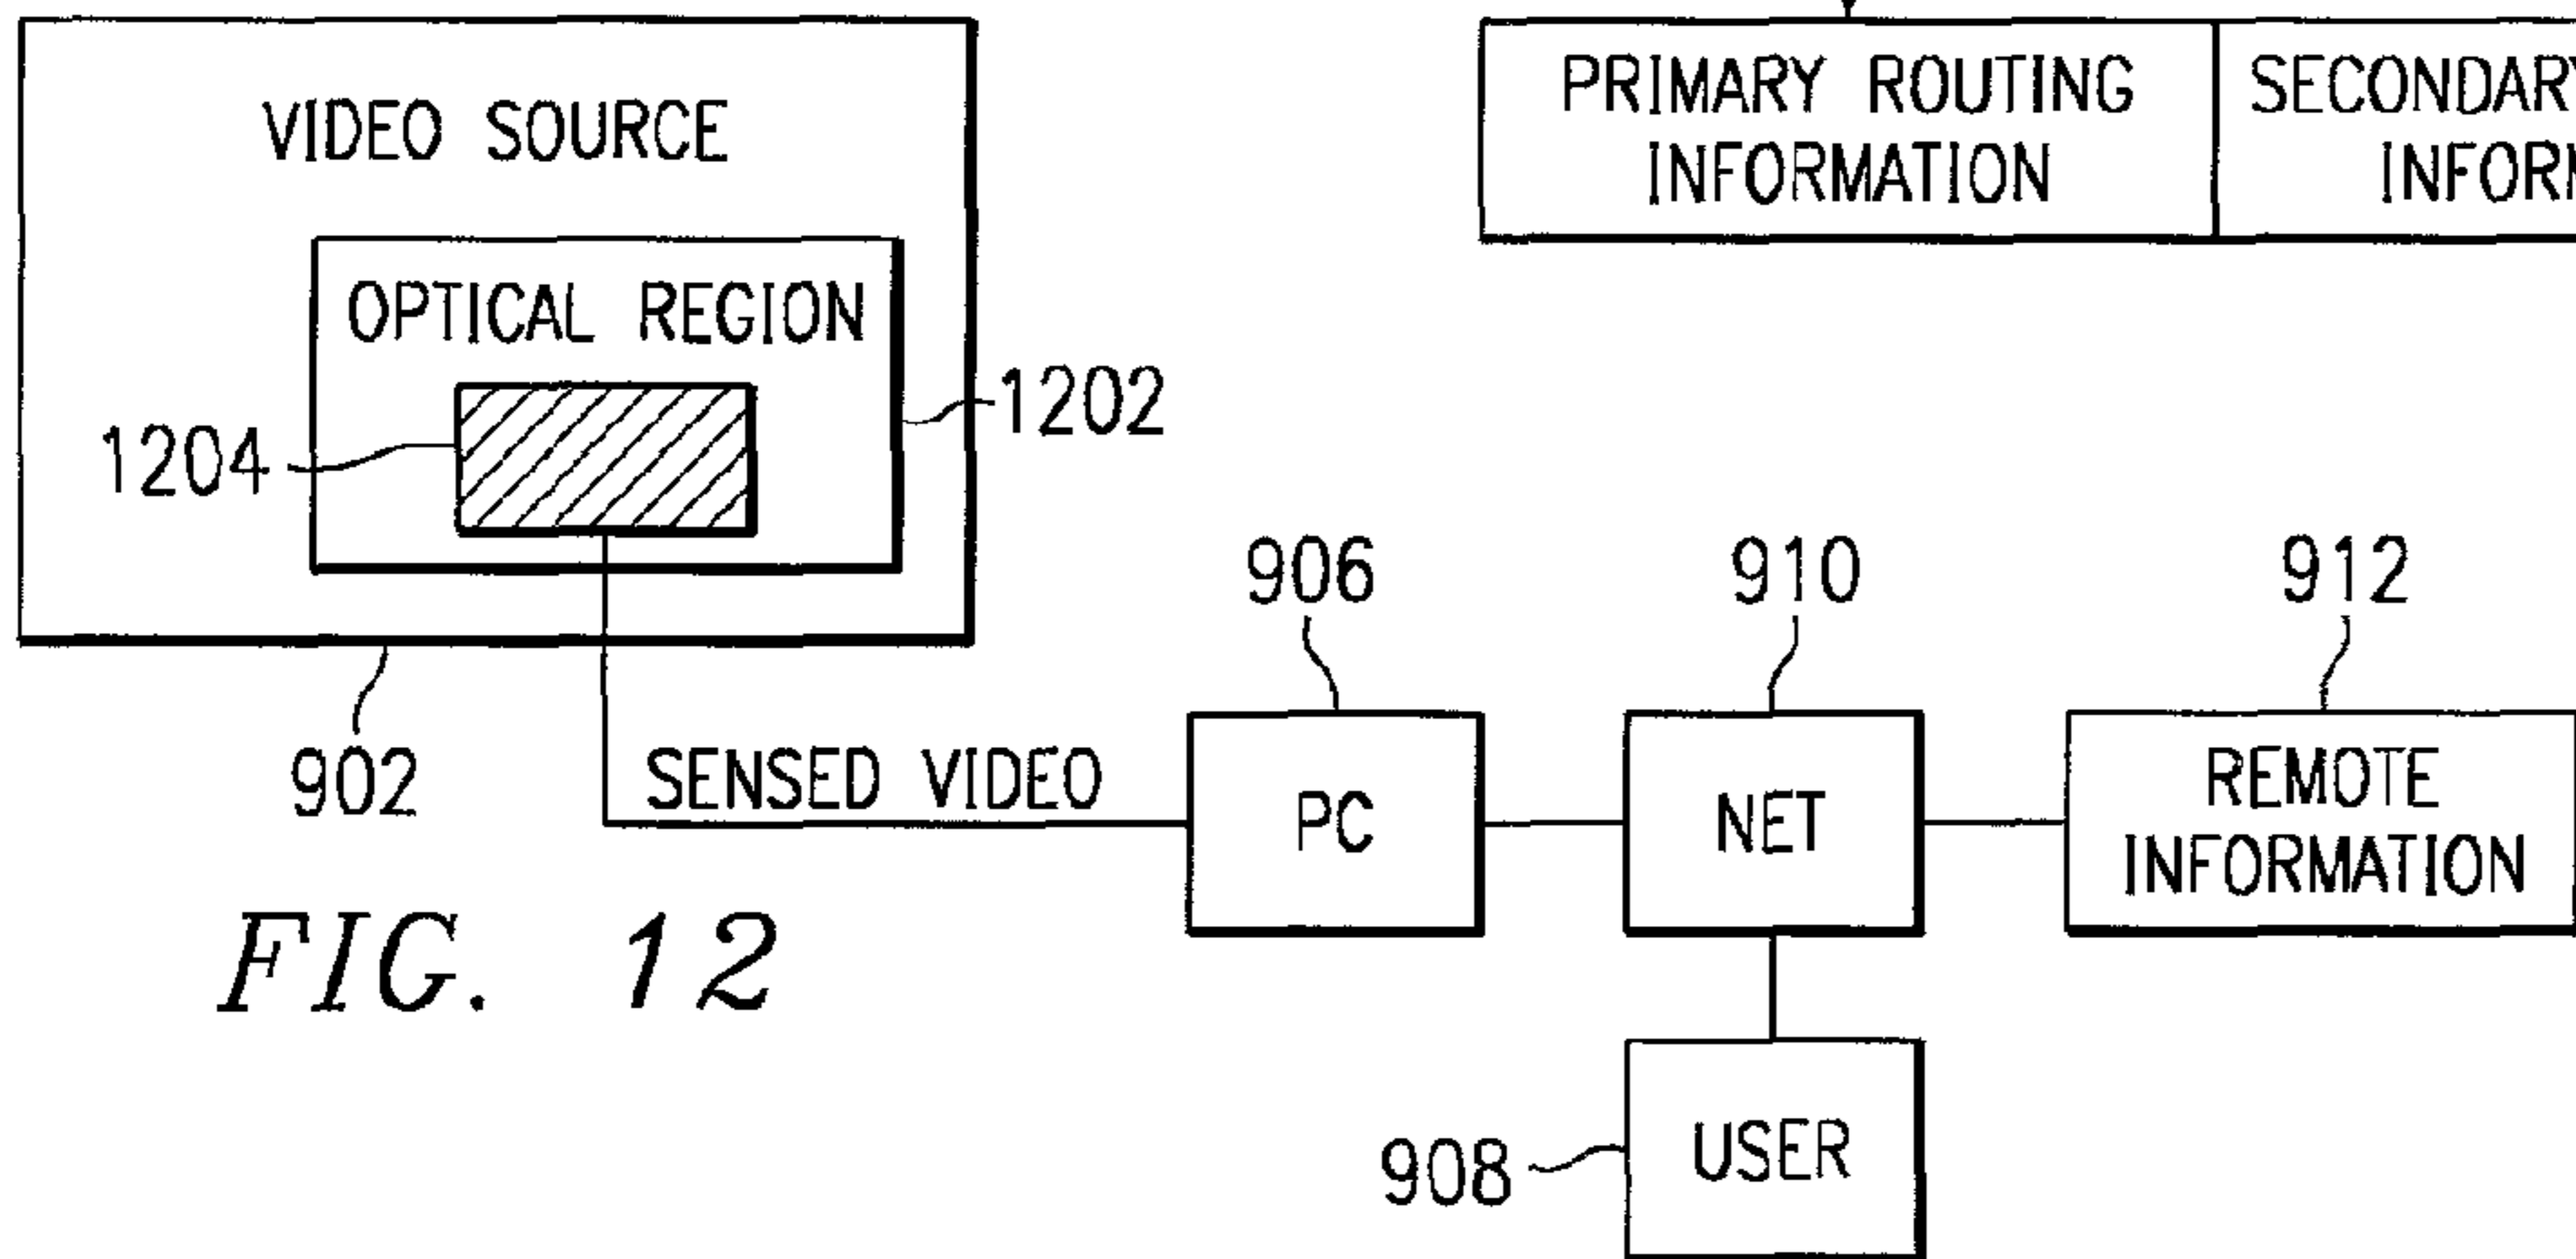 VIDEO SOURCE
OPTICAL REGION
1204
1202
902
PRIMARY ROUTING
INFORMATION
SENSED VIDEO
906
PC
910
NET
912
REMOTE
INFORMATION
908
USER
FIG. 12